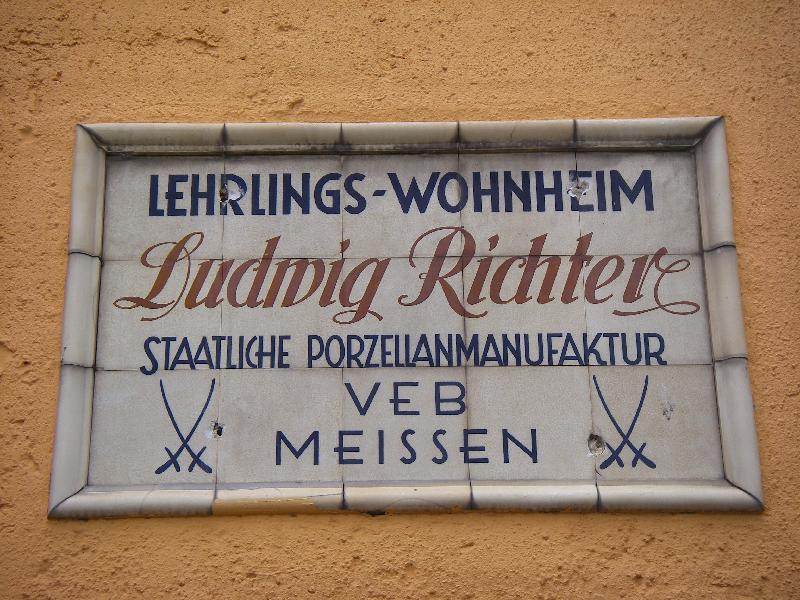 LEHRLINGS-WOHNHEIM
Ludwig Richter
STAATLICHE PORZELLANMANUFAKTUR
VEB
MEISSEN